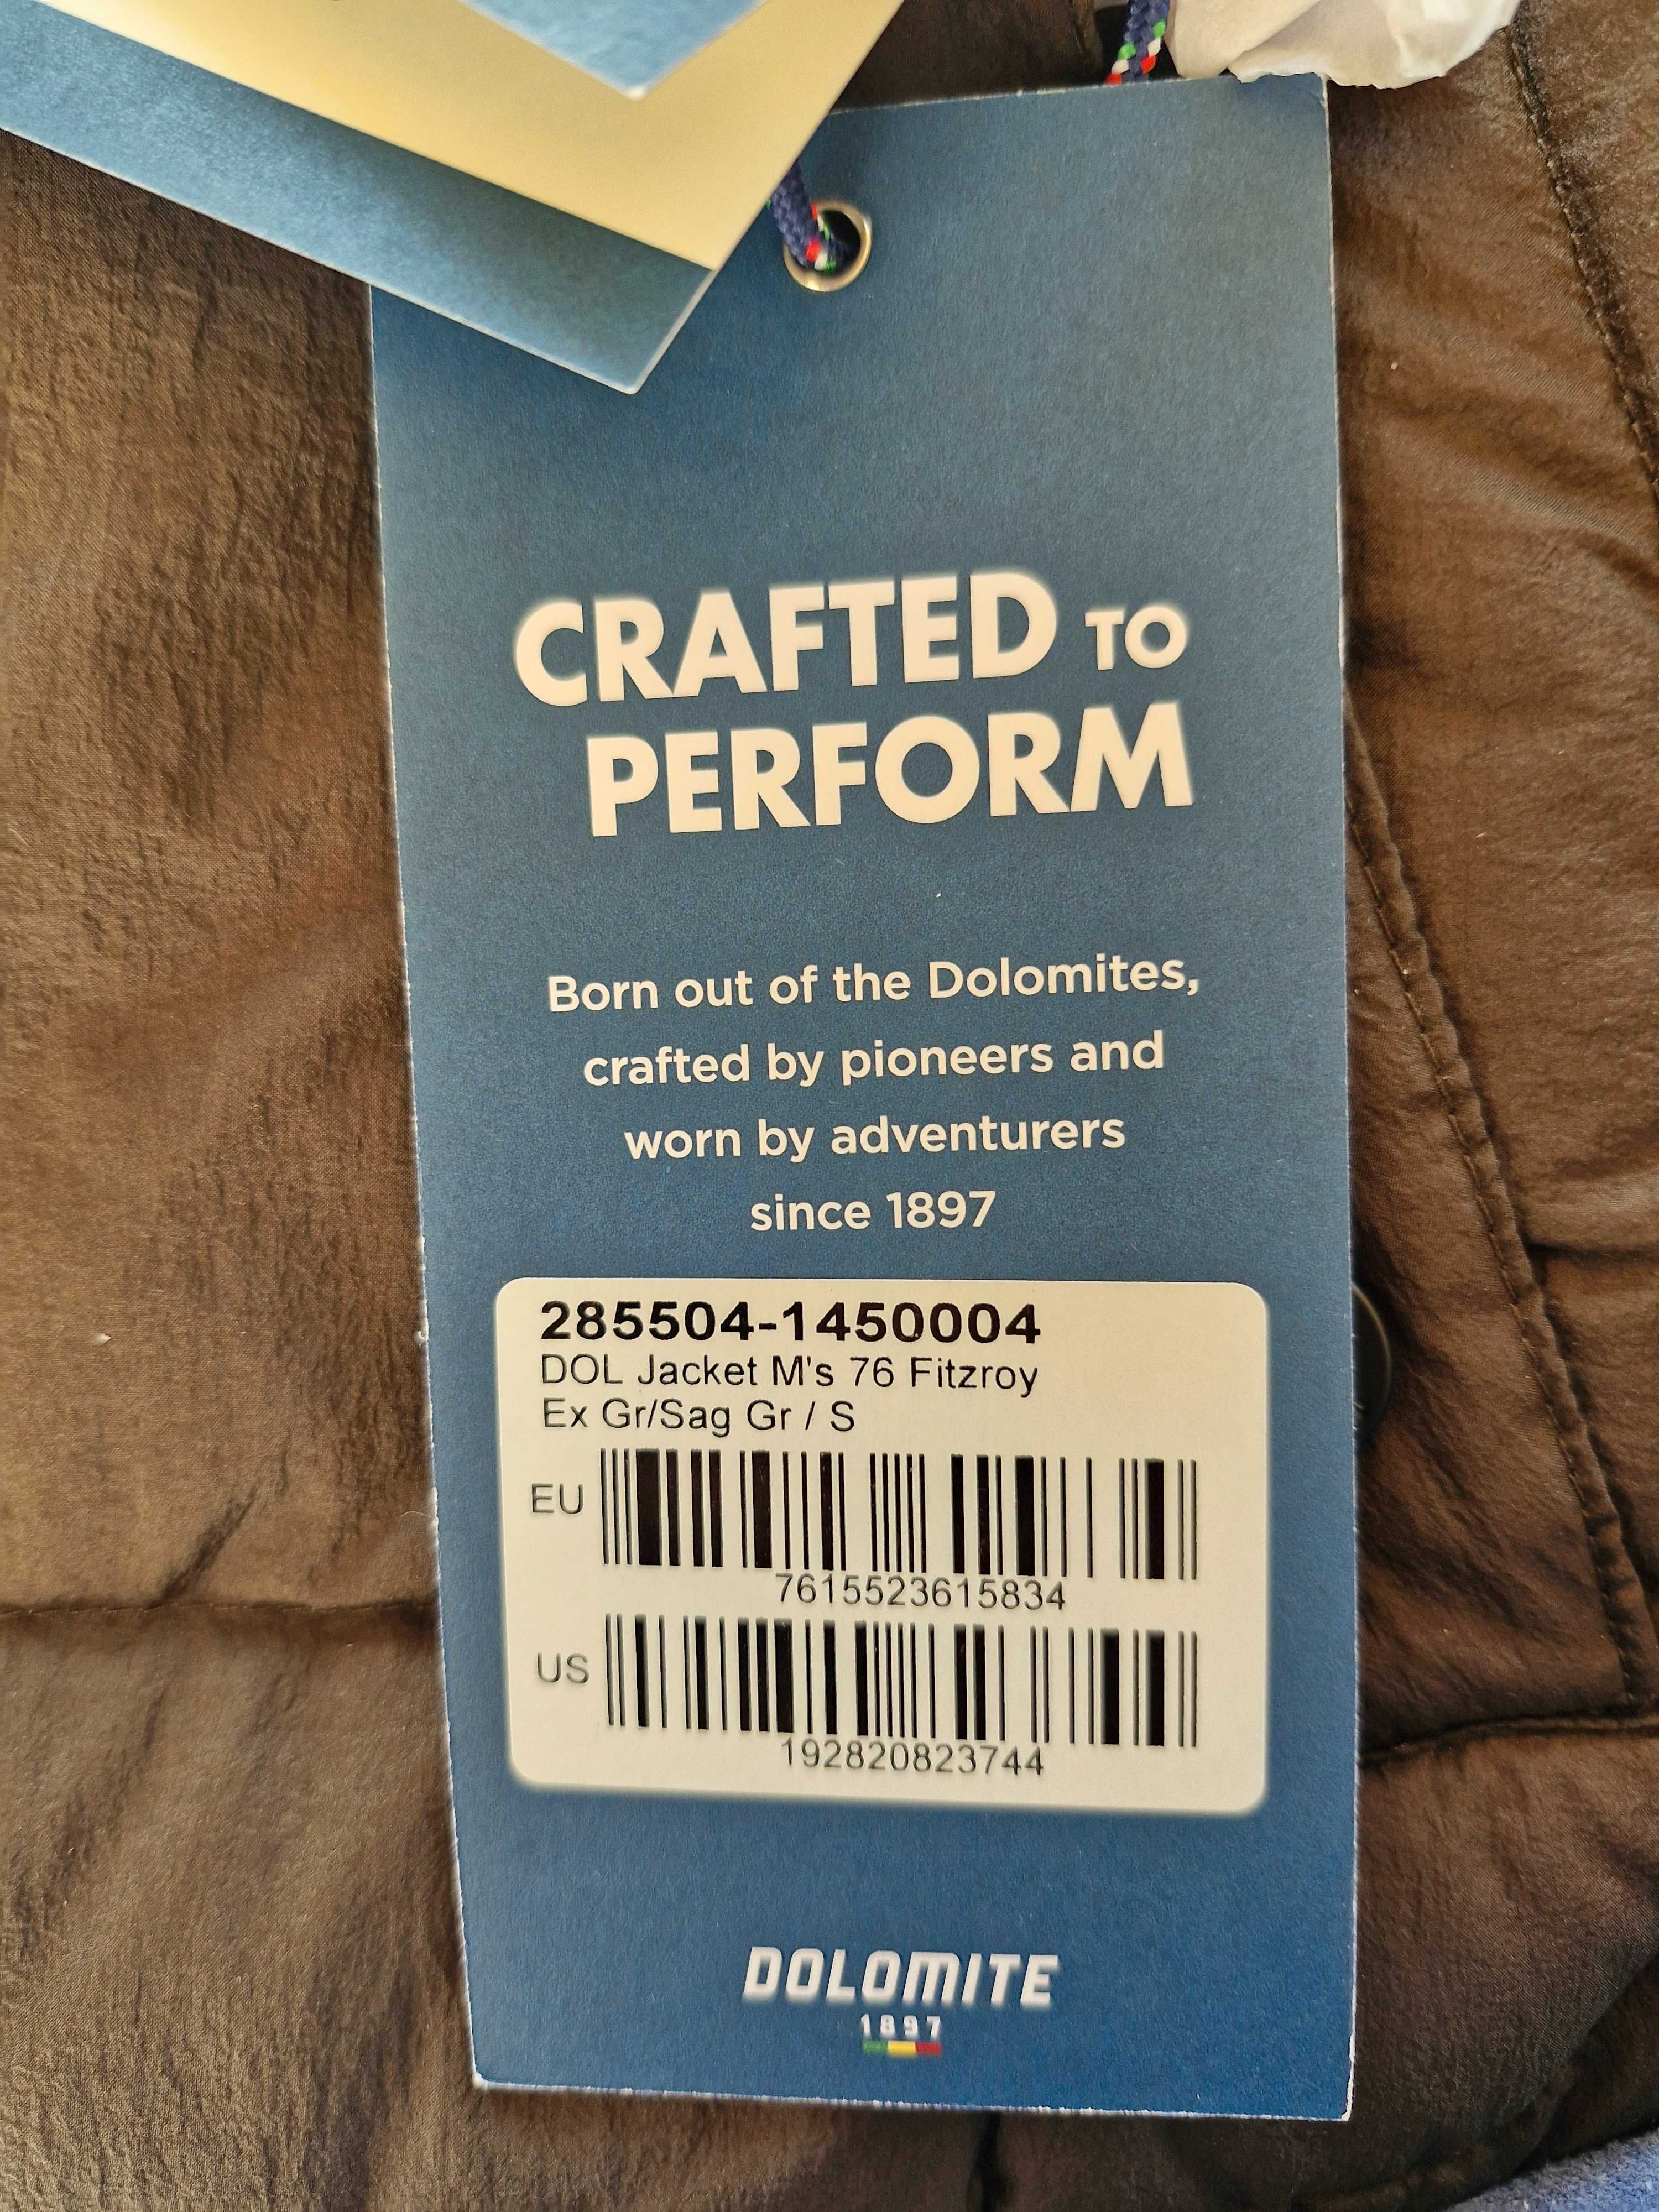 CRAFTED TO
PERFORM
Born out of the Dolomites,
crafted by pioneers and
worn by adventurers
since 1897
285504-1450004
DOL Jacket M's 76 Fitzroy
Ex Gr/Sag Gr / S
EU
7615523615834
US
192820823744
DOLOMITE
1897